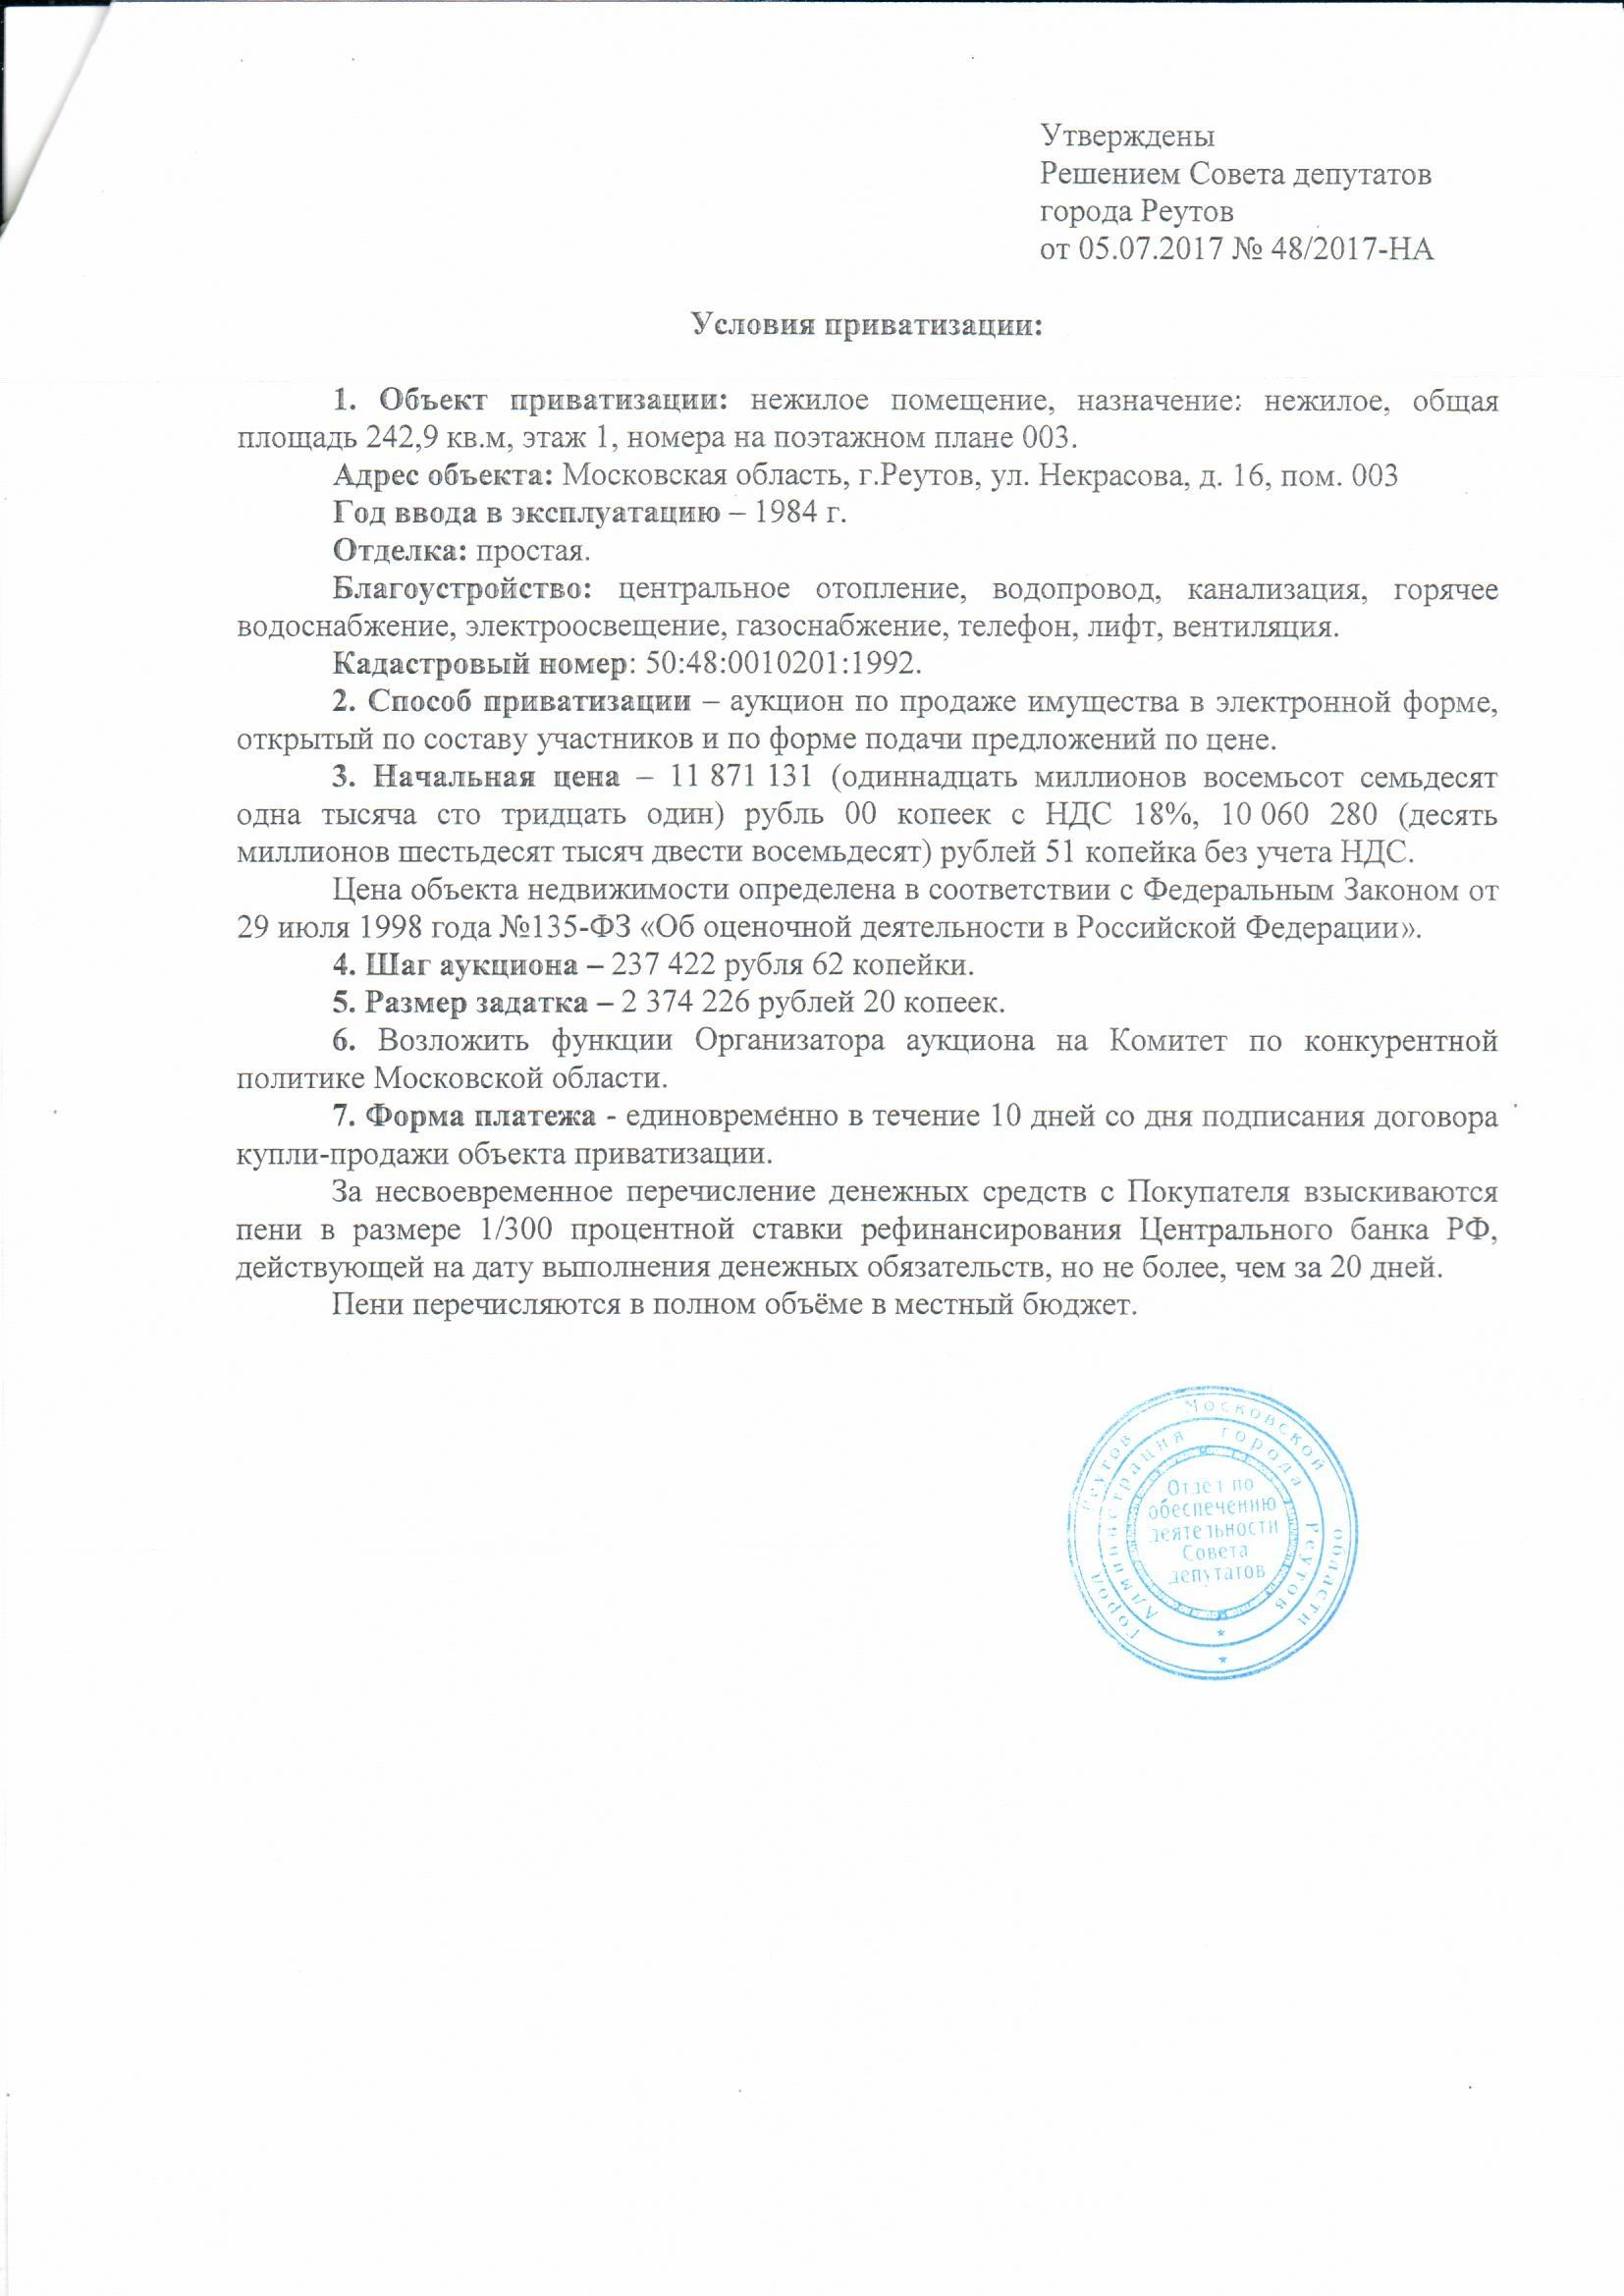 Утверждены
Решением Совета депутатов
города Реутов
от 05.07.2017 № 48/2017-НА
Условия приватизации:
1. Объект приватизации: нежилое помещение, назначение: нежилое, общая
площадь 242,9 кв.м, этаж 1, номера на поэтажном плане 003.
Адрес объекта: Московская область, г.Реутов, ул. Некрасова, д. 16, пом. 003
Год ввода в эксплуатацию – 1984 г.
Отделка: простая.
Благоустройство: центральное отопление, водопровод, канализация, горячее
водоснабжение, электроосвещение, газоснабжение, телефон, лифт, вентиляция.
Кадастровый номер: 50:48:0010201:1992.
2. Способ приватизации – аукцион по продаже имущества в электронной форме,
открытый по составу участников и по форме подачи предложений по цене.
3. Начальная цена – 11 871 131 (одиннадцать миллионов восемьсот семьдесят
одна тысяча сто тридцать один) рубль 00 копеек с НДС 18%, 10 060 280 (десять
миллионов шестьдесят тысяч двести восемьдесят) рублей 51 копейка без учета НДС.
Цена объекта недвижимости определена в соответствии с Федеральным Законом от
29 июля 1998 года №135-ФЗ «Об оценочной деятельности в Российской Федерации».
4. Шаг аукциона – 237 422 рубля 62 копейки.
5. Размер задатка – 2 374 226 рублей 20 копеек.
6. Возложить функции Организатора аукциона на Комитет по конкурентной
политике Московской области.
7. Форма платежа - единовременно в течение 10 дней со дня подписания договора
купли-продажи объекта приватизации.
За несвоевременное перечисление денежных средств с Покупателя взыскиваются
пени в размере 1/300 процентной ставки рефинансирования Центрального банка РФ,
действующей на дату выполнения денежных обязательств, но не более, чем за 20 дней.
Пени перечисляются в полном объёме в местный бюджет.
Город Реутов Московской области
Администрация города Реутов
Отдел по
обеспечению
деятельности
Совета
депутатов